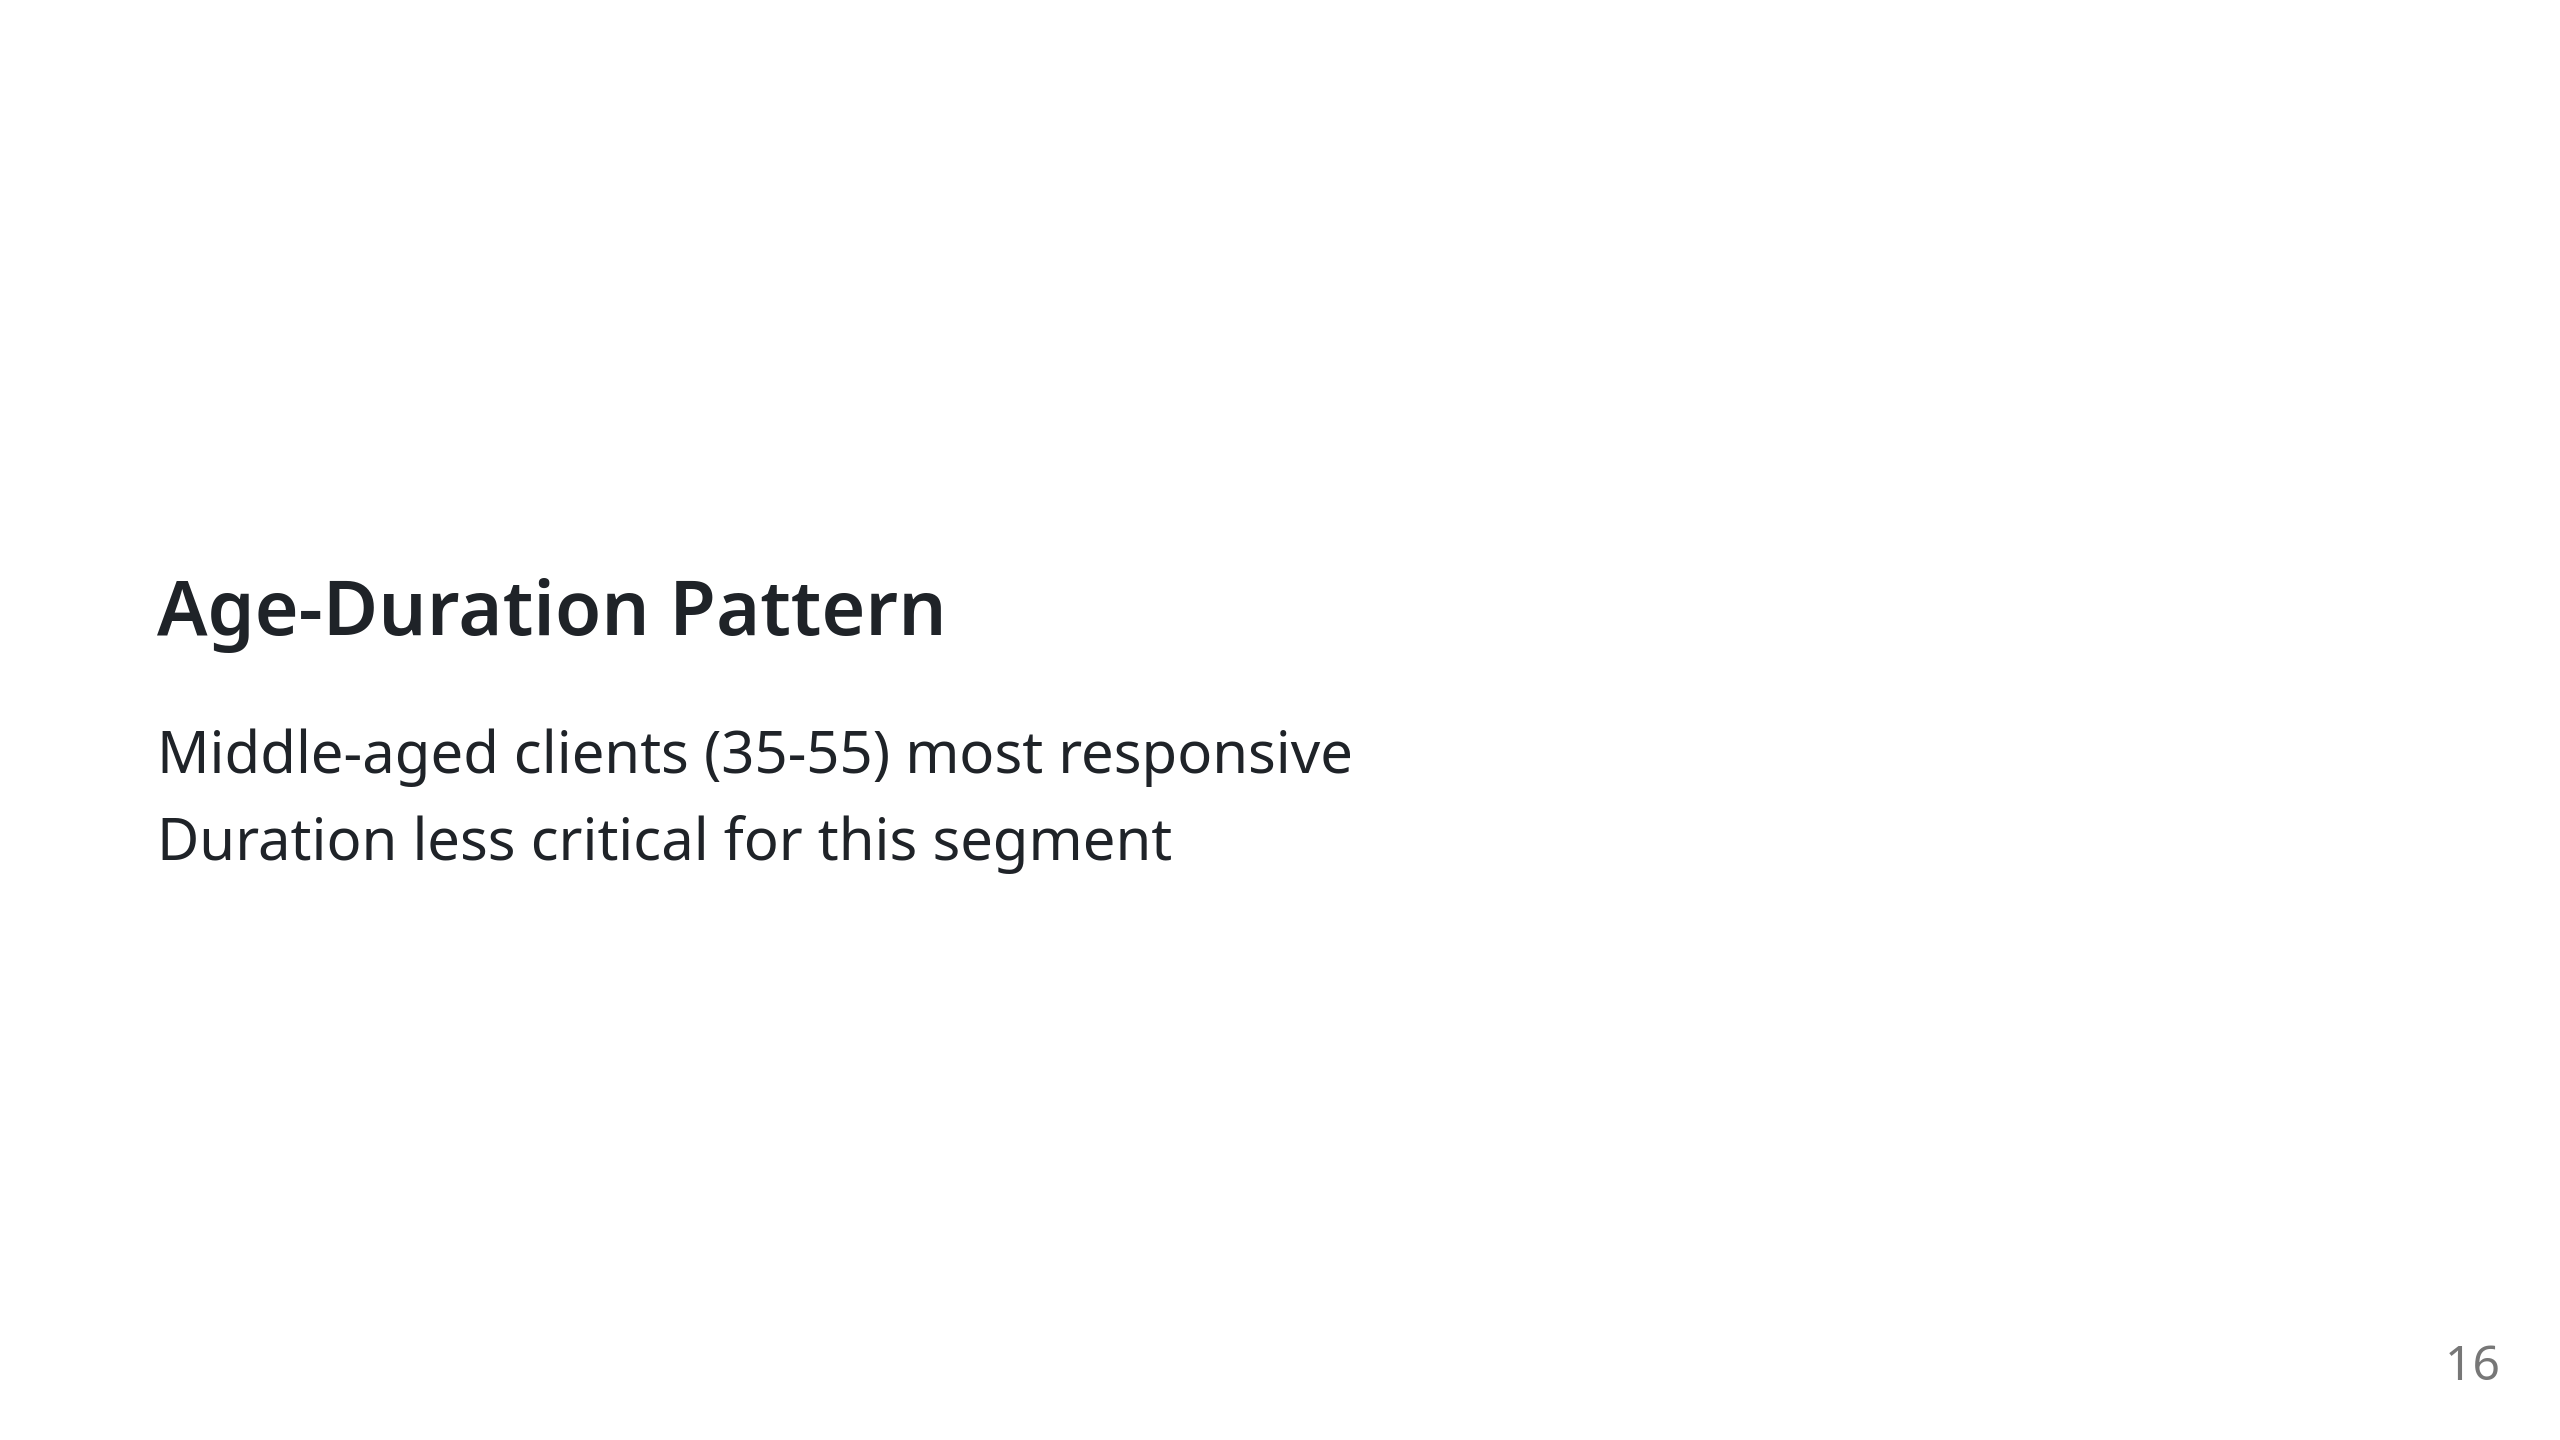 Age-Duration Pattern
Middle-aged clients (35-55) most responsive
Duration less critical for this segment
16